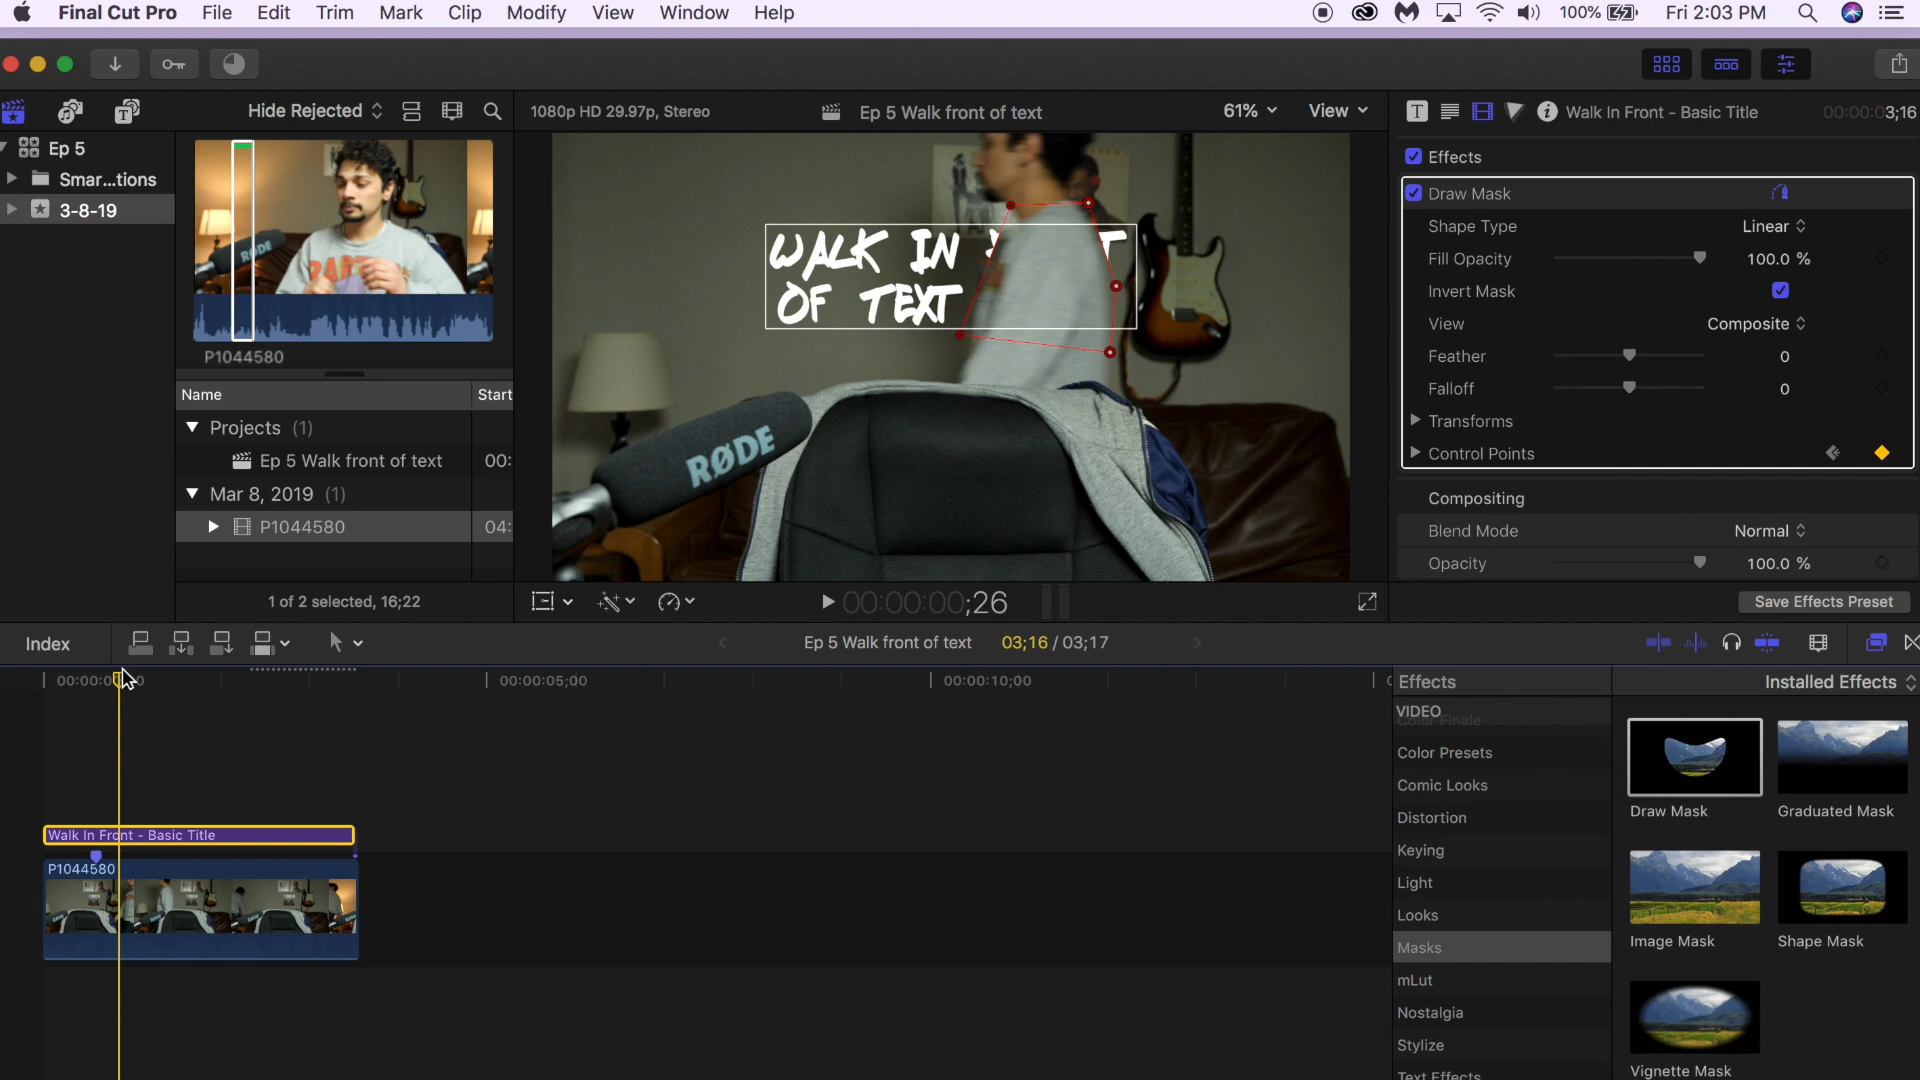 Final Cut Pro File Edit Trim Mark Clip Modify View Window Help 100% Fri 2:03 PM
Hide Rejected
1080p HD 29.97p, Stereo Ep 5 Walk front of text 61% View
Walk In Front - Basic Title 00:00:03;16
Ep 5
Smar...tions
3-8-19
P1044580
Name Start
Projects (1)
Ep 5 Walk front of text 00:
Mar 8, 2019 (1)
P1044580 04:
1 of 2 selected, 16;22
WALK IN
OF TEXT
RØDE
RØDE
00:00:00;26
Effects
Draw Mask
Shape Type Linear
Fill Opacity 100.0 %
Invert Mask
View Composite
Feather 0
Falloff 0
Transforms
Control Points
Compositing
Blend Mode Normal
Opacity 100.0 %
Save Effects Preset
Index
Ep 5 Walk front of text 03;16 / 03;17
00:00:05;00 00:00:10;00
Walk In Front - Basic Title
P1044580
Effects Installed Effects
VIDEO
Color Finale
Color Presets
Comic Looks
Distortion
Keying
Light
Looks
Masks
mLut
Nostalgia
Stylize
Text Effects
Draw Mask Graduated Mask
Image Mask Shape Mask
Vignette Mask